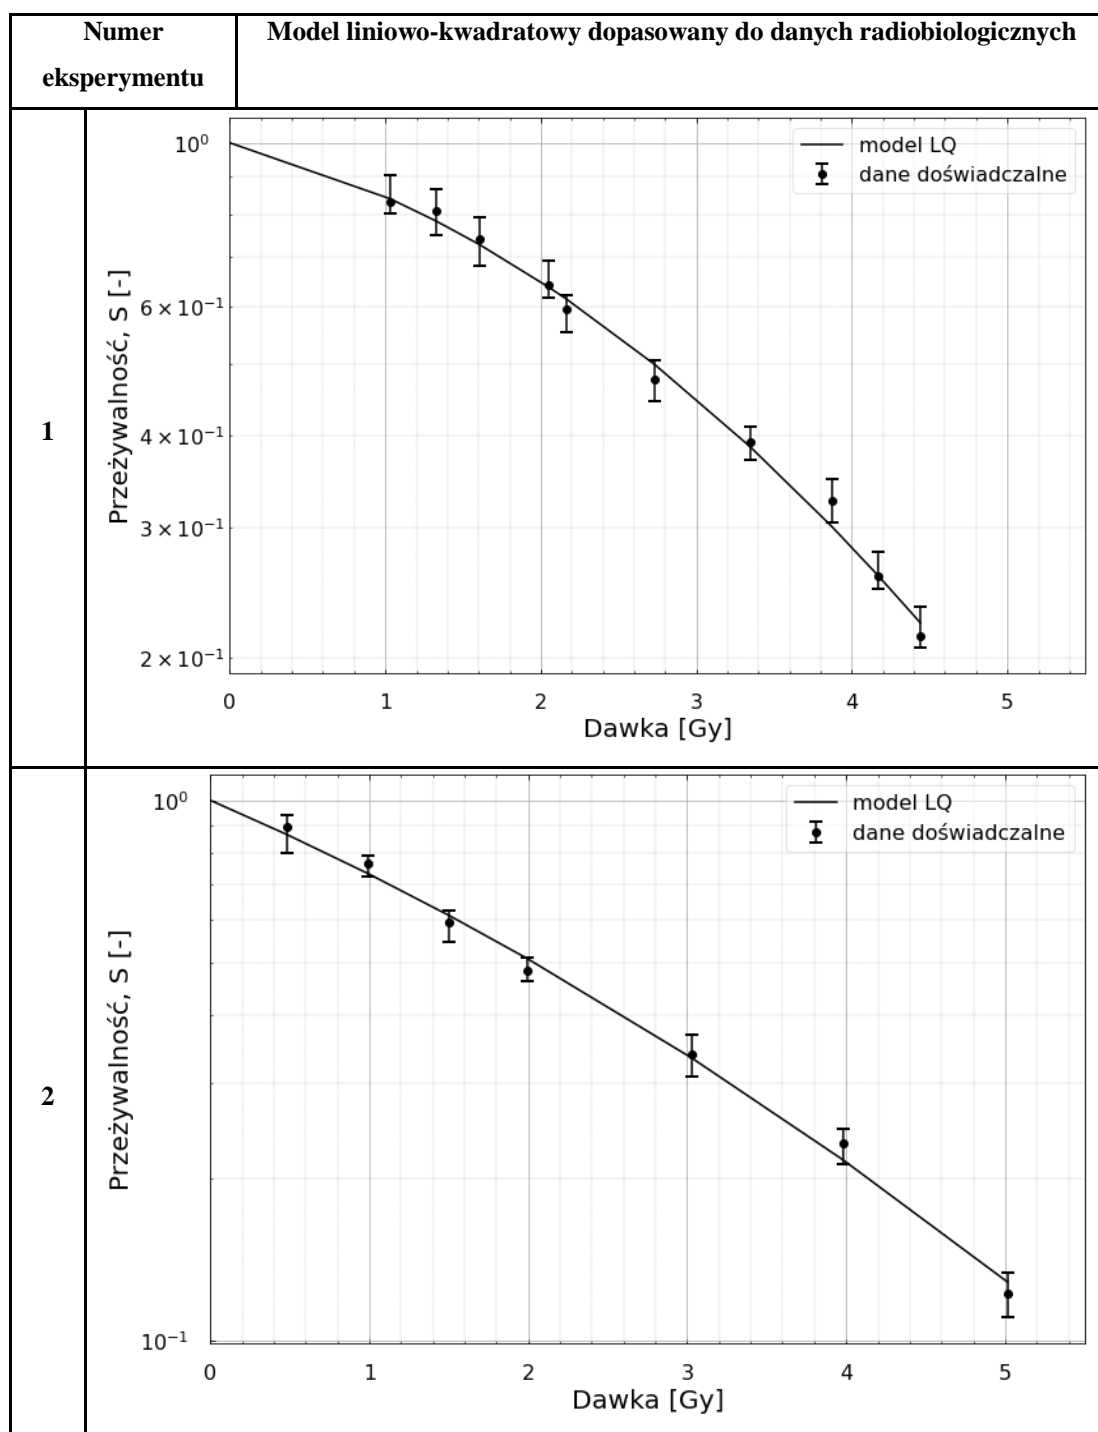 Numer
eksperymentu
Model liniowo-kwadratowy dopasowany do danych radiobiologicznych
1
Przeżywalność, S [-]
10⁰
6 × 10⁻¹
4 × 10⁻¹
3 × 10⁻¹
2 × 10⁻¹
model LQ
dane doświadczalne
0 1 2 3 4 5
Dawka [Gy]
2
Przeżywalność, S [-]
10⁰
10⁻¹
model LQ
dane doświadczalne
0 1 2 3 4 5
Dawka [Gy]